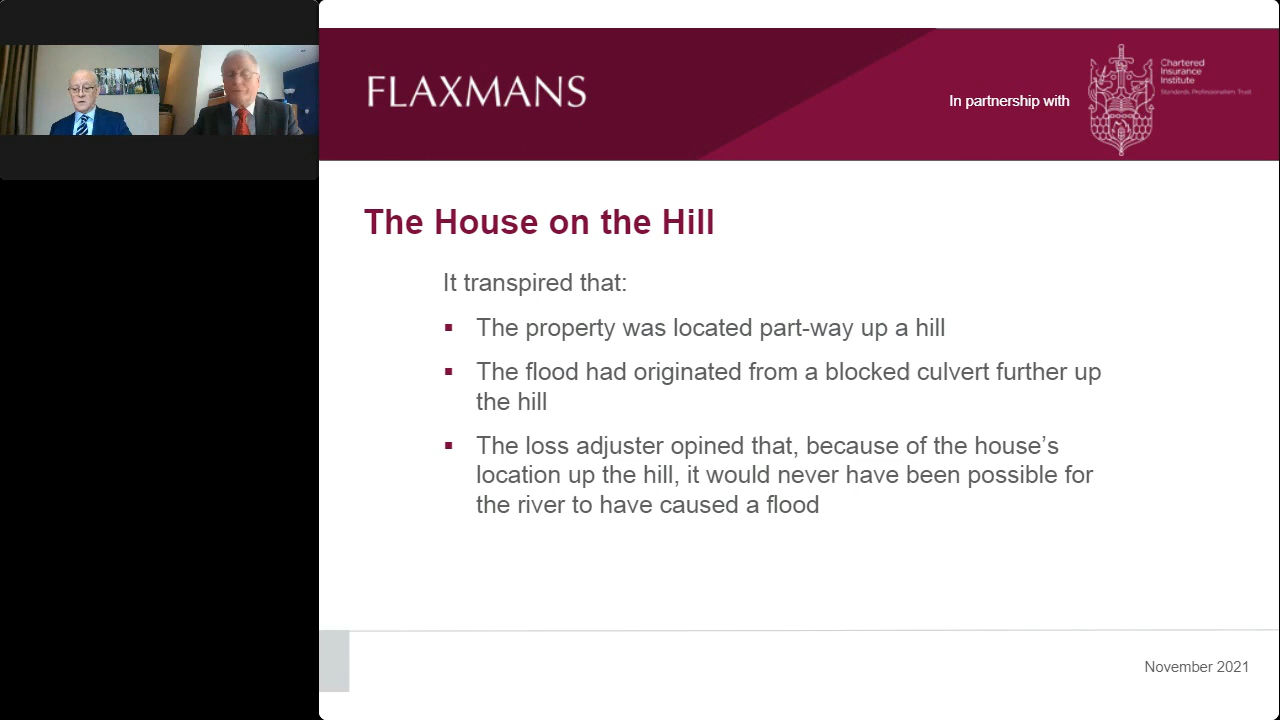 FLAXMANS
In partnership with
Chartered
Insurance
Institute
Standards. Professionalism. Trust.
The House on the Hill
It transpired that:
▪ The property was located part-way up a hill
▪ The flood had originated from a blocked culvert further up
the hill
▪ The loss adjuster opined that, because of the house’s
location up the hill, it would never have been possible for
the river to have caused a flood
November 2021